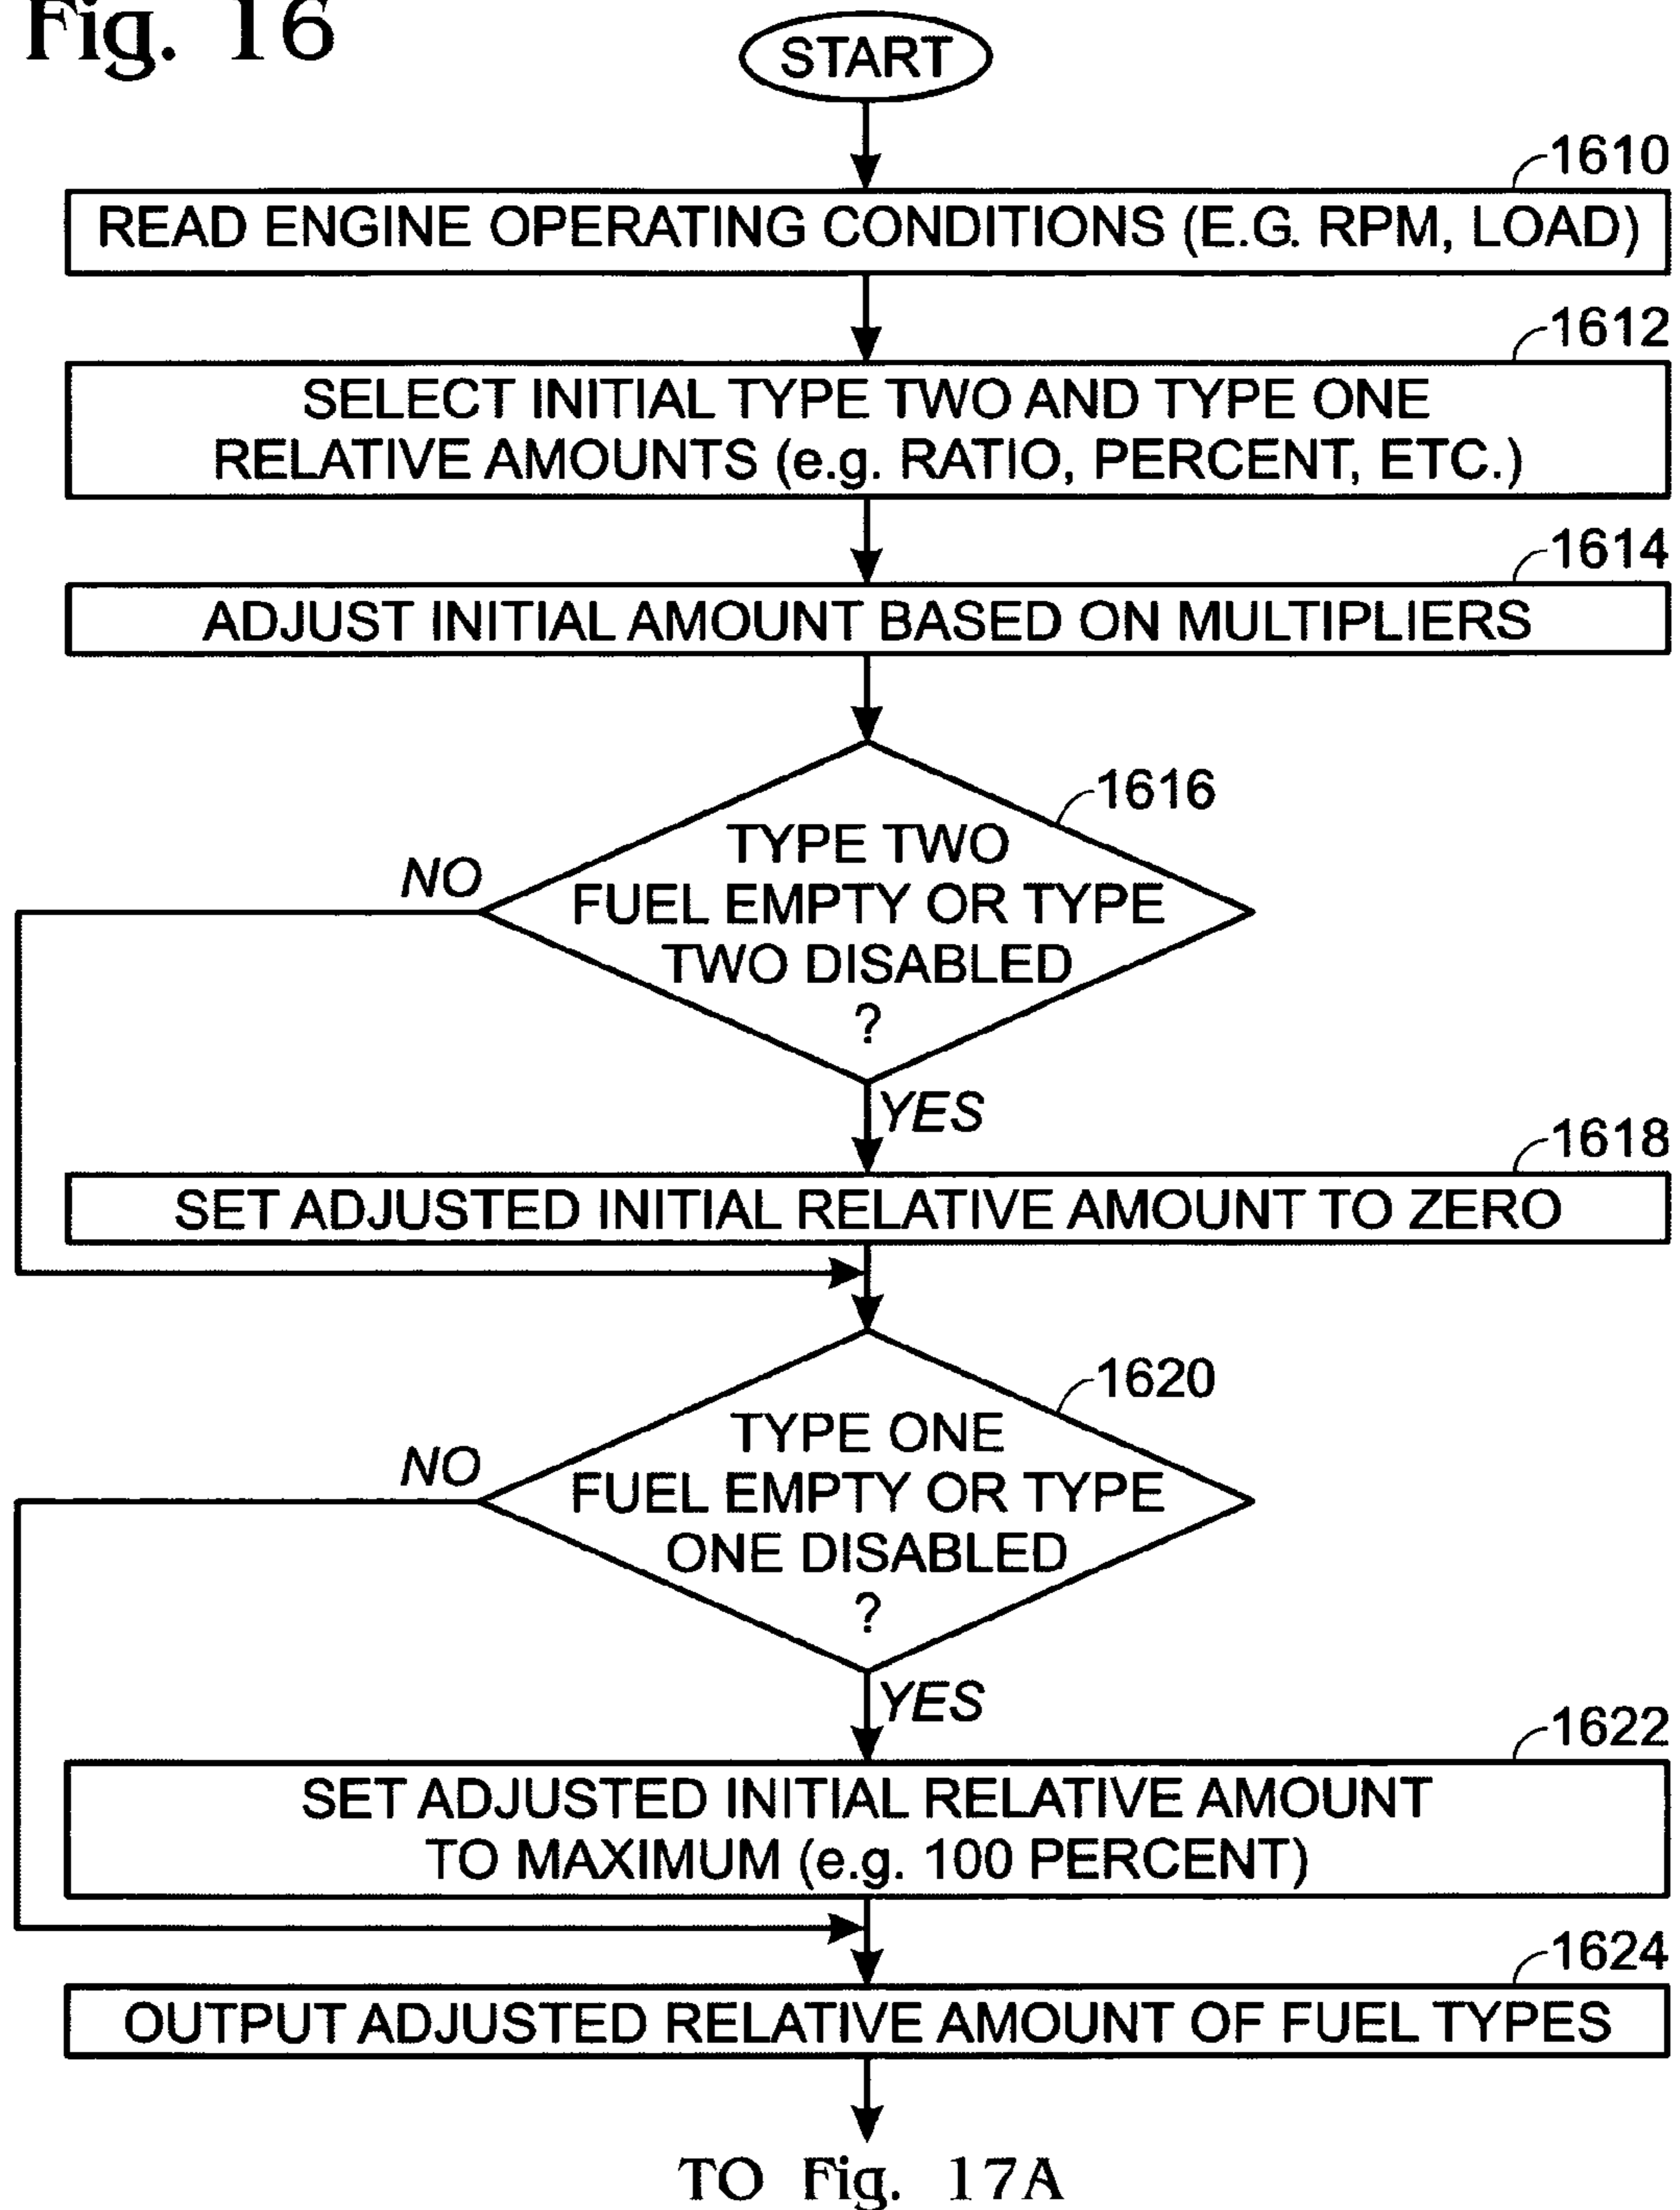 Fig. 16
START
1610
READ ENGINE OPERATING CONDITIONS (E.G. RPM, LOAD)
1612
SELECT INITIAL TYPE TWO AND TYPE ONE
RELATIVE AMOUNTS (e.g. RATIO, PERCENT, ETC.)
1614
ADJUST INITIAL AMOUNT BASED ON MULTIPLIERS
1616
TYPE TWO
FUEL EMPTY OR TYPE
TWO DISABLED
?
NO
YES
1618
SET ADJUSTED INITIAL RELATIVE AMOUNT TO ZERO
1620
TYPE ONE
FUEL EMPTY OR TYPE
ONE DISABLED
?
NO
YES
1622
SET ADJUSTED INITIAL RELATIVE AMOUNT
TO MAXIMUM (e.g. 100 PERCENT)
1624
OUTPUT ADJUSTED RELATIVE AMOUNT OF FUEL TYPES
TO Fig. 17A